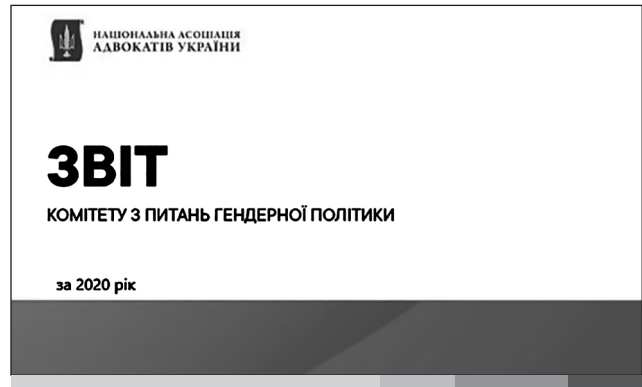 НАЦІОНАЛЬНА АСОЦІАЦІЯ
АДВОКАТІВ УКРАЇНИ
ЗВІТ
КОМІТЕТУ З ПИТАНЬ ГЕНДЕРНОЇ ПОЛІТИКИ
за 2020 рік